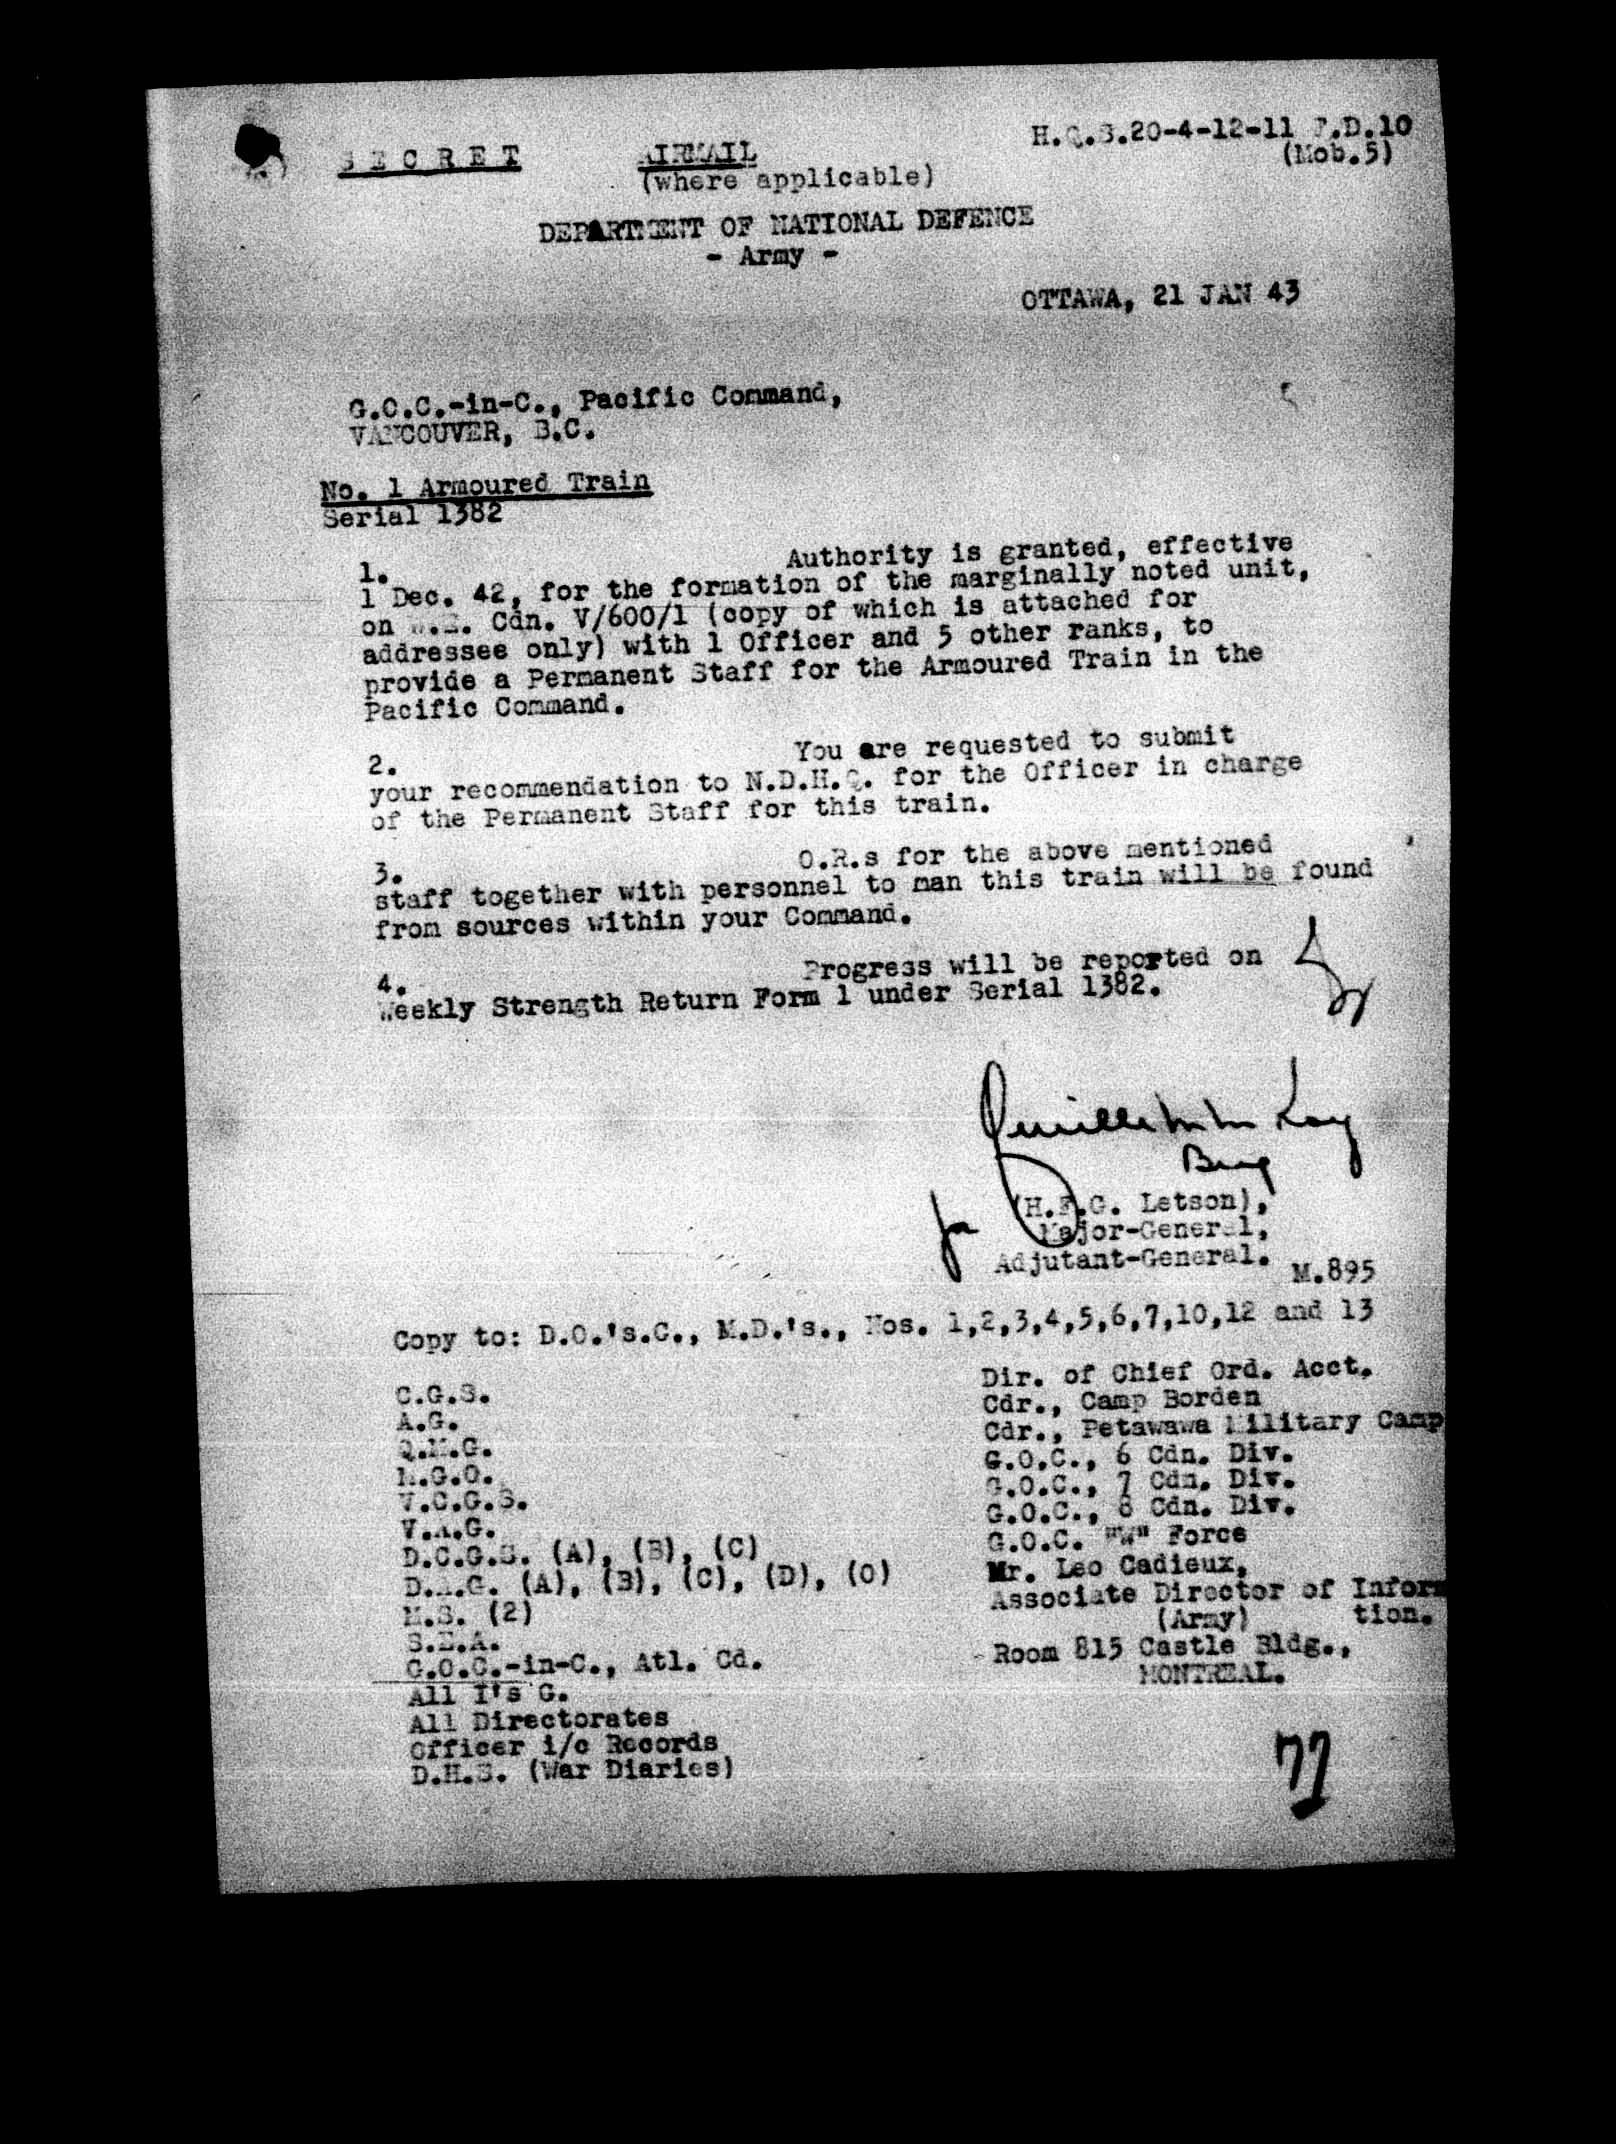 S E C R E T
AIRMAIL
(where applicable)
H.Q.S.20-4-12-11 F.D.10
(Mob.5)
DEPARTMENT OF NATIONAL DEFENCE
- Army -
OTTAWA, 21 JAN 43
G.O.C.-in-C., Pacific Command,
VANCOUVER, B.C.
No. 1 Armoured Train
Serial 1382
1. Authority is granted, effective
1 Dec. 42, for the formation of the marginally noted unit,
on W.E. Cdn. V/600/1 (copy of which is attached for
addressee only) with 1 Officer and 5 other ranks, to
provide a Permanent Staff for the Armoured Train in the
Pacific Command.
2. You are requested to submit
your recommendation to N.D.H.Q. for the Officer in charge
of the Permanent Staff for this train.
3. O.R.s for the above mentioned
staff together with personnel to man this train will be found
from sources within your Command.
4. Progress will be reported on
Weekly Strength Return Form 1 under Serial 1382.
Brig
for
(H.F.G. Letson),
Major-General,
Adjutant-General.
M.895
Copy to: D.O.'s.C., M.D.'s., Nos. 1,2,3,4,5,6,7,10,12 and 13
C.G.S.
A.G.
Q.M.G.
M.G.O.
V.C.G.S.
V.A.G.
D.C.G.S. (A), (B), (C)
D.A.G. (A), (B), (C), (D), (O)
M.S. (2)
S.E.A.
G.O.C.-in-C., Atl. Cd.
All I's G.
All Directorates
Officer i/c Records
D.H.S. (War Diaries)
Dir. of Chief Ord. Acct.
Cdr., Camp Borden
Cdr., Petawawa Military Camp
G.O.C., 6 Cdn. Div.
G.O.C., 7 Cdn. Div.
G.O.C., 8 Cdn. Div.
G.O.C. "W" Force
Mr. Leo Cadieux,
Associate Director of Inform
(Army) tion.
Room 815 Castle Bldg.,
MONTREAL.
77